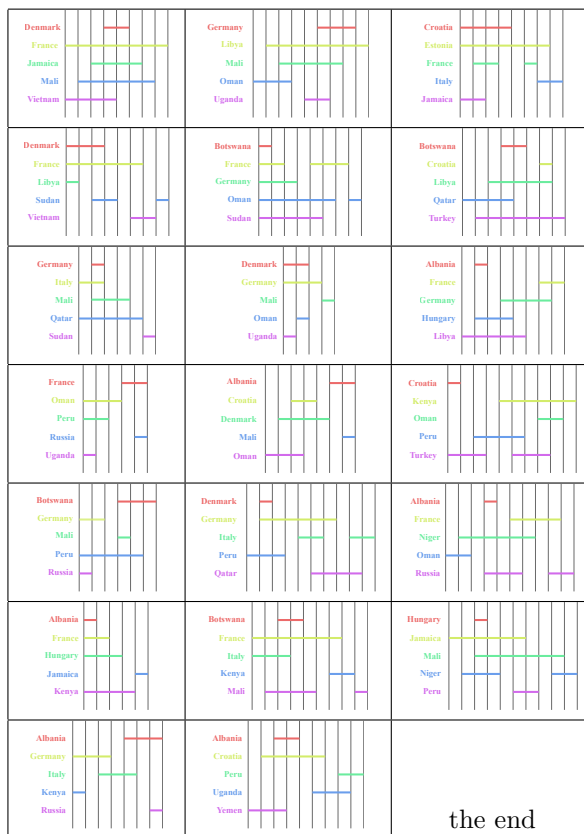 Denmark
France
Jamaica
Mali
Vietnam
Germany
Libya
Mali
Oman
Uganda
Croatia
Estonia
France
Italy
Jamaica
Denmark
France
Libya
Sudan
Vietnam
Botswana
France
Germany
Oman
Sudan
Botswana
Croatia
Libya
Qatar
Turkey
Germany
Italy
Mali
Qatar
Sudan
Denmark
Germany
Mali
Oman
Uganda
Albania
France
Germany
Hungary
Libya
France
Oman
Peru
Russia
Uganda
Albania
Croatia
Denmark
Mali
Oman
Croatia
Kenya
Oman
Peru
Turkey
Botswana
Germany
Mali
Peru
Russia
Denmark
Germany
Italy
Peru
Qatar
Albania
France
Niger
Oman
Russia
Albania
France
Hungary
Jamaica
Kenya
Botswana
France
Italy
Kenya
Mali
Hungary
Jamaica
Mali
Niger
Peru
Albania
Germany
Italy
Kenya
Russia
Albania
Croatia
Peru
Uganda
Yemen
the end